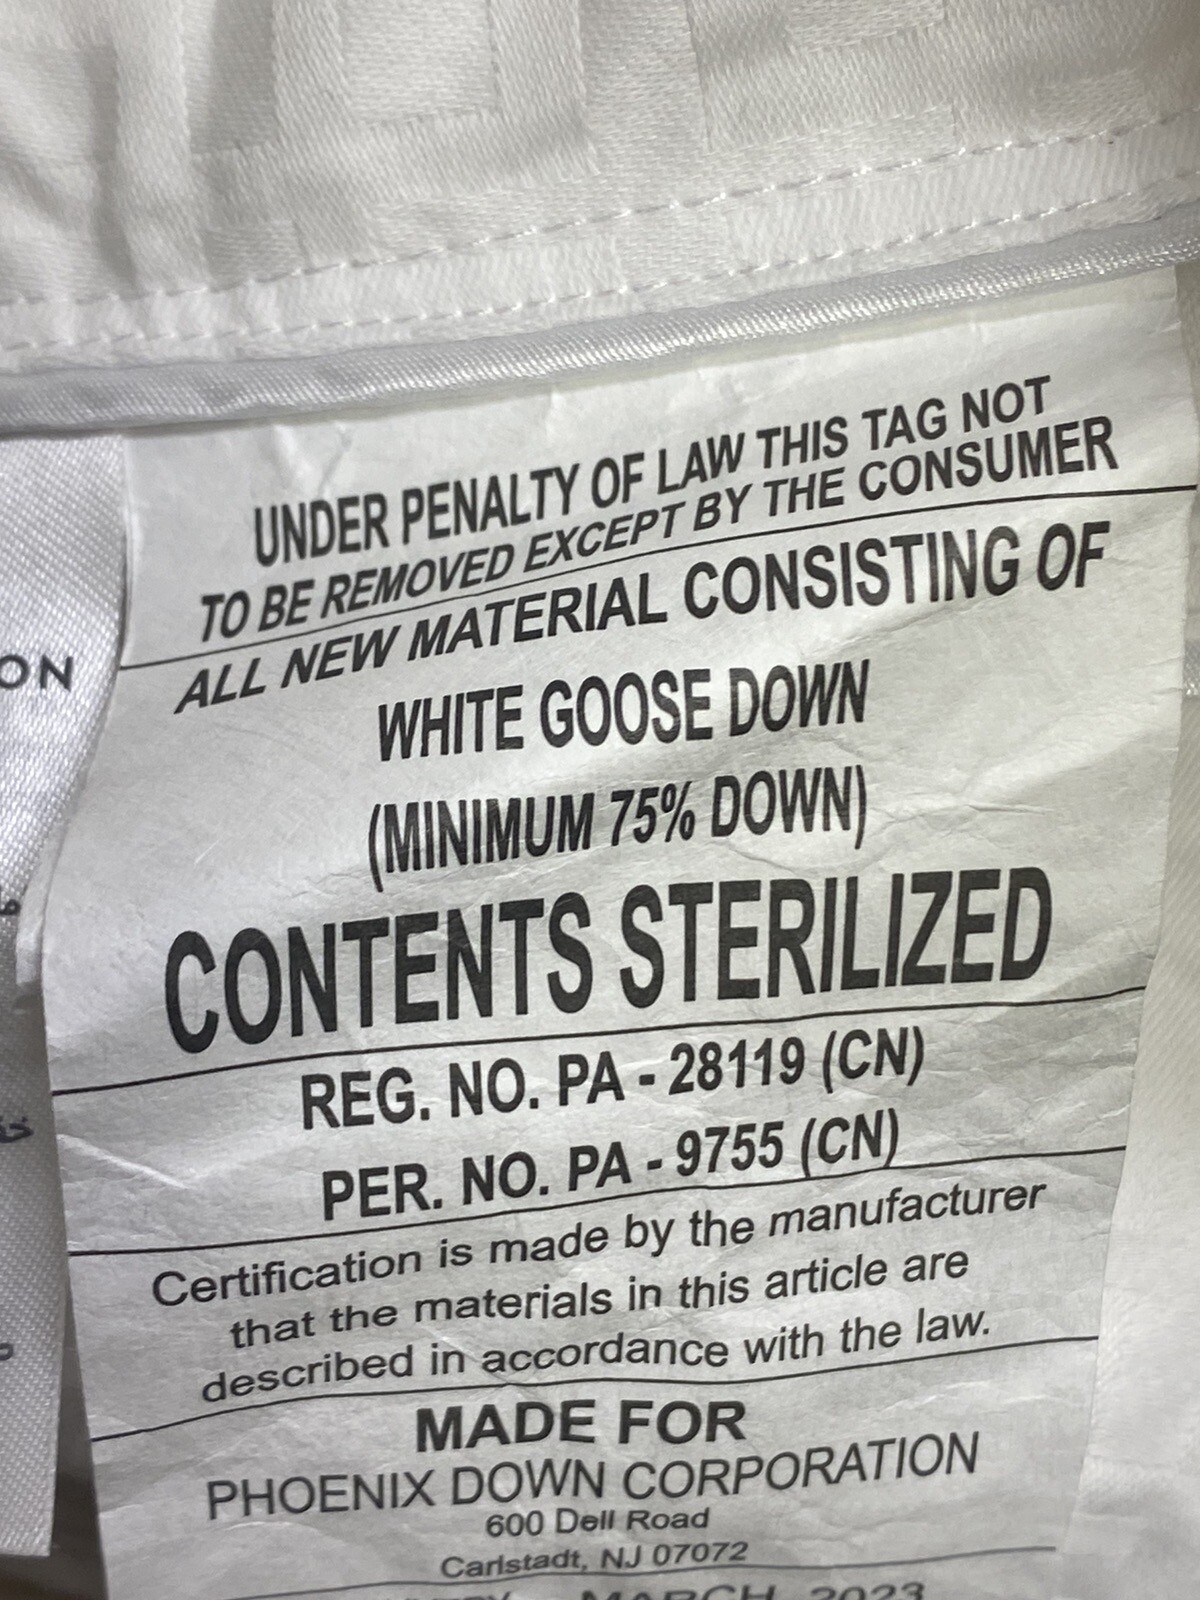 UNDER PENALTY OF LAW THIS TAG NOT
TO BE REMOVED EXCEPT BY THE CONSUMER
ALL NEW MATERIAL CONSISTING OF
WHITE GOOSE DOWN
(MINIMUM 75% DOWN)
CONTENTS STERILIZED
REG. NO. PA - 28119 (CN)
PER. NO. PA - 9755 (CN)
Certification is made by the manufacturer
that the materials in this article are
described in accordance with the law.
MADE FOR
PHOENIX DOWN CORPORATION
600 Dell Road
Carlstadt, NJ 07072
MARCH 2023
ON